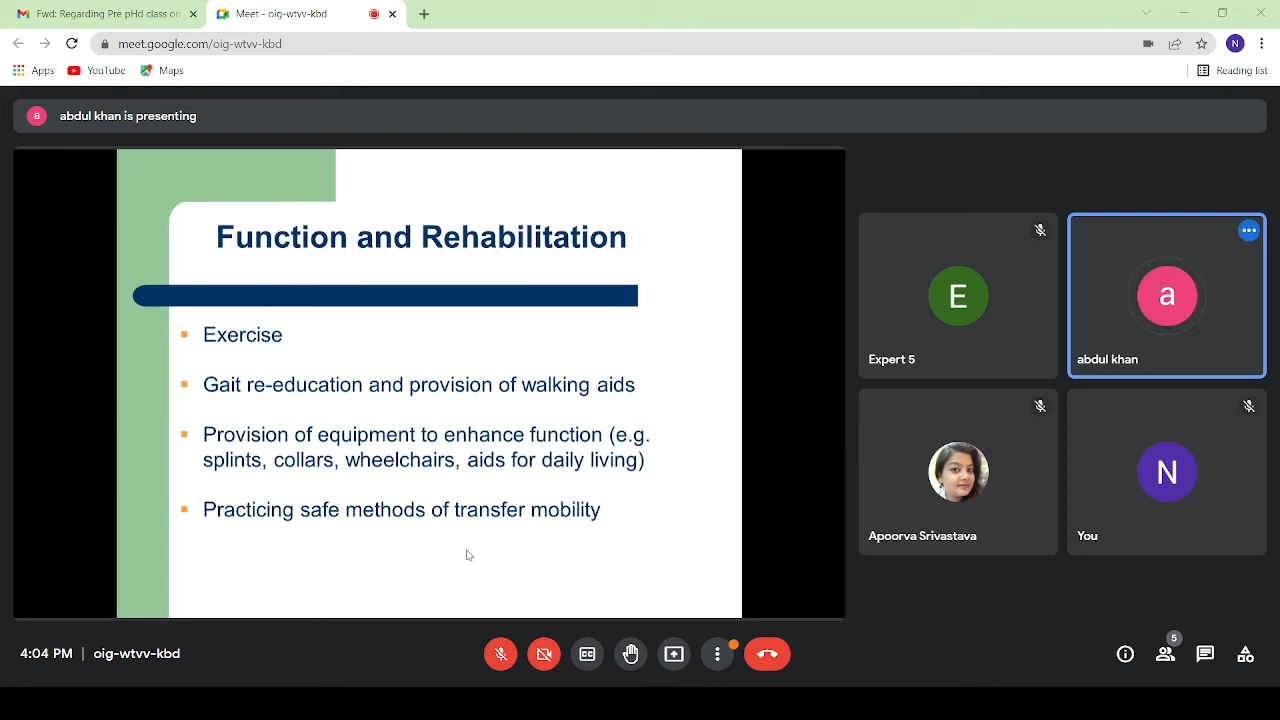 Fwd: Regarding Pre pHd class on
Meet - oig-wtvv-kbd
meet.google.com/oig-wtvv-kbd
N
Apps
YouTube
Maps
Reading list
a
abdul khan is presenting
Function and Rehabilitation
Exercise
Gait re-education and provision of walking aids
Provision of equipment to enhance function (e.g.
splints, collars, wheelchairs, aids for daily living)
Practicing safe methods of transfer mobility
E
Expert 5
a
abdul khan
Apoorva Srivastava
N
You
4:04 PM | oig-wtvv-kbd
CC
5